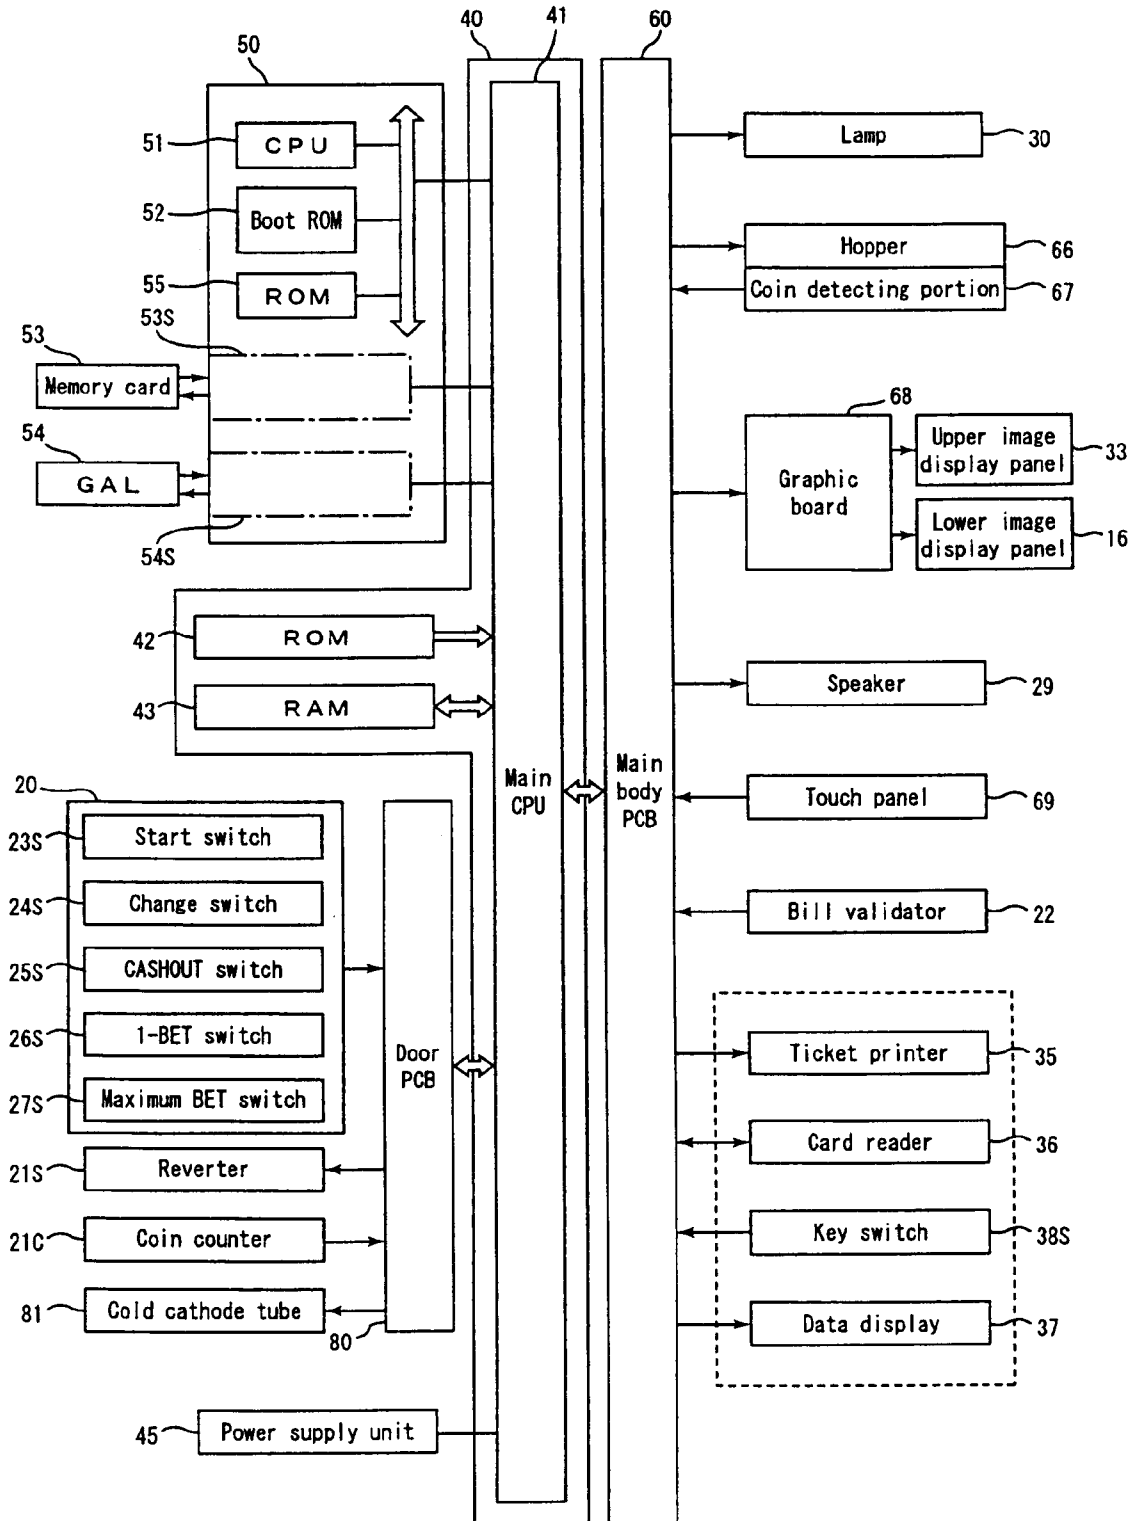 40
41
60
50
51
CPU
52
Boot ROM
55
ROM
53S
53
Memory card
54
GAL
54S
42
ROM
43
RAM
20
23S
Start switch
24S
Change switch
25S
CASHOUT switch
26S
1-BET switch
27S
Maximum BET switch
21S
Reverter
21C
Coin counter
81
Cold cathode tube
80
Door
PCB
45
Power supply unit
Main
CPU
Main
body
PCB
Lamp
30
Hopper
66
Coin detecting portion
67
68
Graphic
board
Upper image
display panel
33
Lower image
display panel
16
Speaker
29
Touch panel
69
Bill validator
22
Ticket printer
35
Card reader
36
Key switch
38S
Data display
37